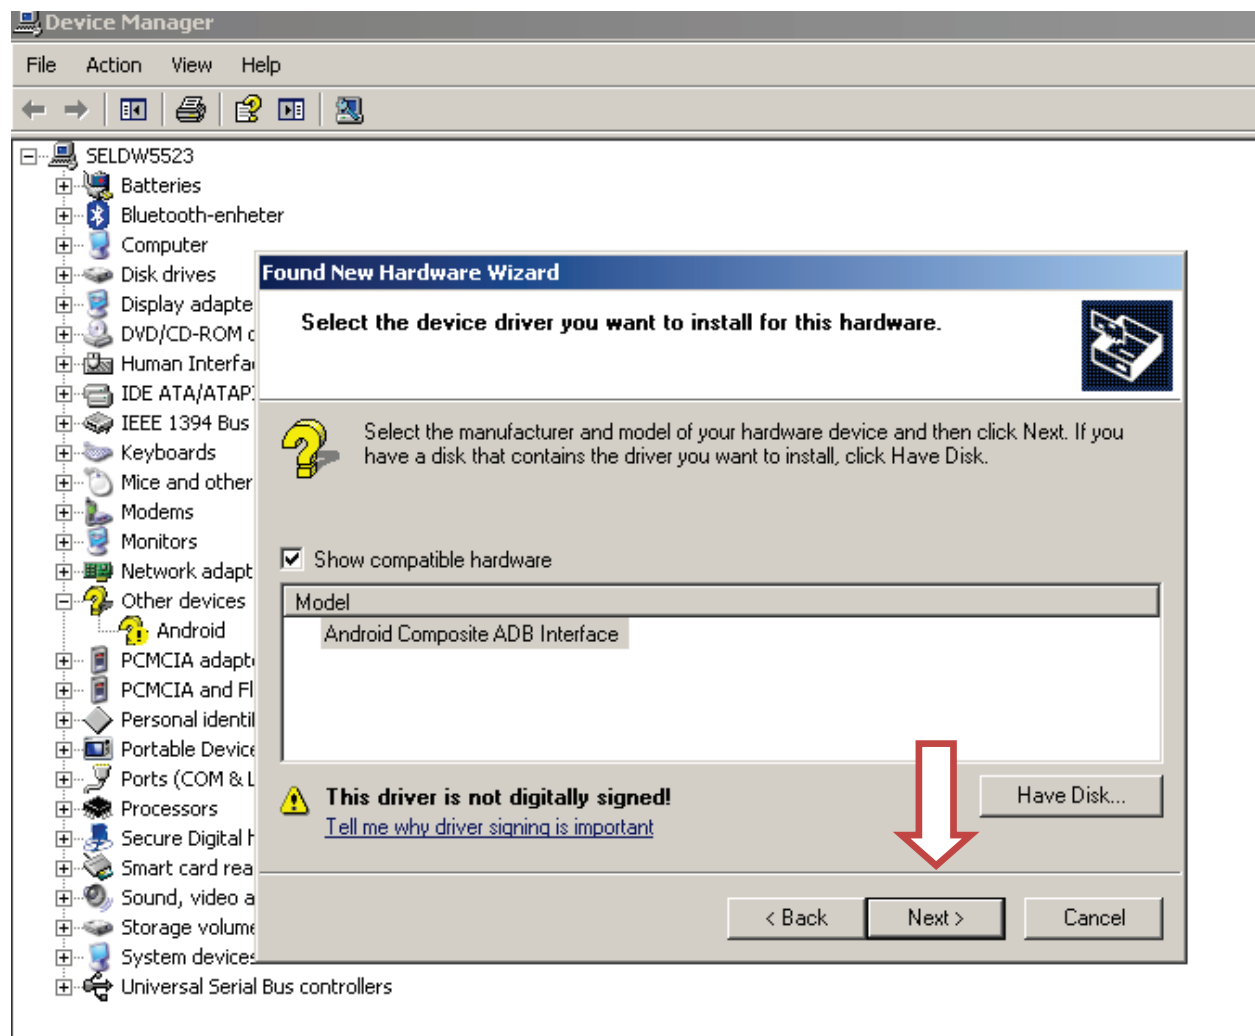 Device Manager
File Action View Help
SELDW5523
Batteries
Bluetooth-enheter
Computer
Disk drives
Display adapte
DVD/CD-ROM
Human Interfa
IDE ATA/ATAP
IEEE 1394 Bus
Keyboards
Mice and other
Modems
Monitors
Network adapt
Other devices
Android
PCMCIA adapt
PCMCIA and Fl
Personal identi
Portable Device
Ports (COM & L
Processors
Secure Digital
Smart card rea
Sound, video a
Storage volume
System devices
Universal Serial Bus controllers
Found New Hardware Wizard
Select the device driver you want to install for this hardware.
Select the manufacturer and model of your hardware device and then click Next. If you
have a disk that contains the driver you want to install, click Have Disk.
Show compatible hardware
Model
Android Composite ADB Interface
This driver is not digitally signed!
Tell me why driver signing is important
Have Disk...
< Back Next > Cancel